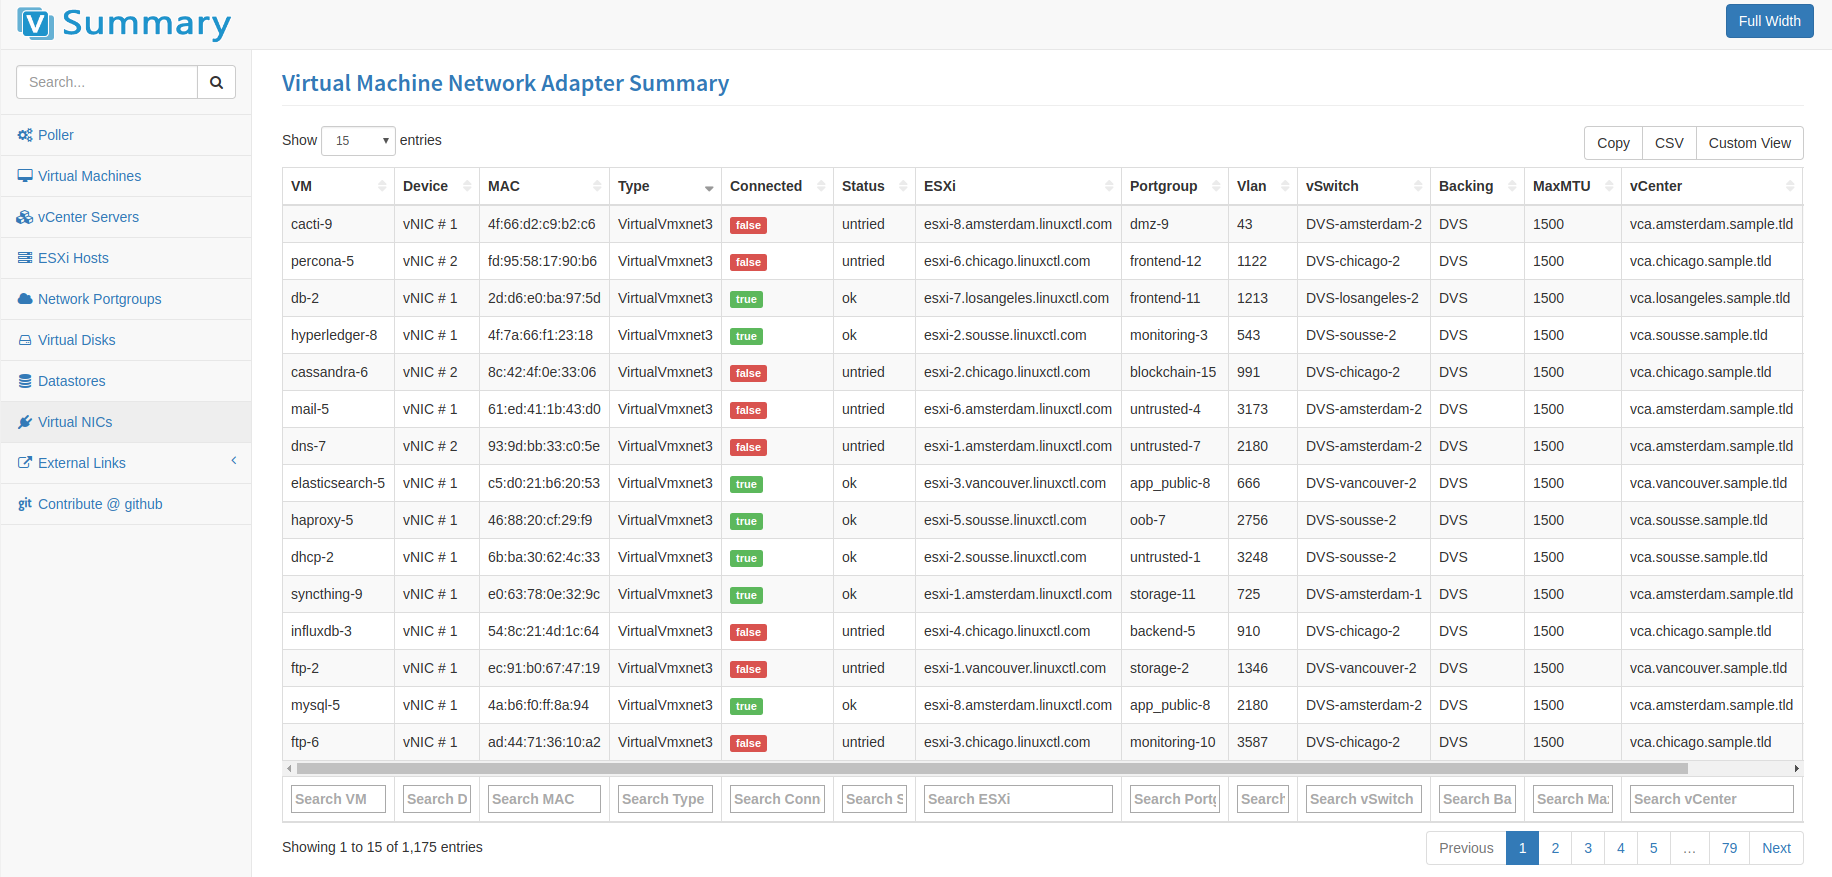 V Summary
Full Width
Search...
Poller
Virtual Machines
vCenter Servers
ESXi Hosts
Network Portgroups
Virtual Disks
Datastores
Virtual NICs
External Links
git Contribute @ github
Virtual Machine Network Adapter Summary
Show 15 entries
Copy CSV Custom View
VM Device MAC Type Connected Status ESXi Portgroup Vlan vSwitch Backing MaxMTU vCenter
cacti-9 vNIC # 1 4f:66:d2:c9:b2:c6 VirtualVmxnet3 false untried esxi-8.amsterdam.linuxctl.com dmz-9 43 DVS-amsterdam-2 DVS 1500 vca.amsterdam.sample.tld
percona-5 vNIC # 2 fd:95:58:17:90:b6 VirtualVmxnet3 false untried esxi-6.chicago.linuxctl.com frontend-12 1122 DVS-chicago-2 DVS 1500 vca.chicago.sample.tld
db-2 vNIC # 1 2d:d6:e0:ba:97:5d VirtualVmxnet3 true ok esxi-7.losangeles.linuxctl.com frontend-11 1213 DVS-losangeles-2 DVS 1500 vca.losangeles.sample.tld
hyperledger-8 vNIC # 1 4f:7a:66:f1:23:18 VirtualVmxnet3 true ok esxi-2.sousse.linuxctl.com monitoring-3 543 DVS-sousse-2 DVS 1500 vca.sousse.sample.tld
cassandra-6 vNIC # 2 8c:42:4f:0e:33:06 VirtualVmxnet3 false untried esxi-2.chicago.linuxctl.com blockchain-15 991 DVS-chicago-2 DVS 1500 vca.chicago.sample.tld
mail-5 vNIC # 1 61:ed:41:1b:43:d0 VirtualVmxnet3 false untried esxi-6.amsterdam.linuxctl.com untrusted-4 3173 DVS-amsterdam-2 DVS 1500 vca.amsterdam.sample.tld
dns-7 vNIC # 2 93:9d:bb:33:c0:5e VirtualVmxnet3 false untried esxi-1.amsterdam.linuxctl.com untrusted-7 2180 DVS-amsterdam-2 DVS 1500 vca.amsterdam.sample.tld
elasticsearch-5 vNIC # 1 c5:d0:21:b6:20:53 VirtualVmxnet3 true ok esxi-3.vancouver.linuxctl.com app_public-8 666 DVS-vancouver-2 DVS 1500 vca.vancouver.sample.tld
haproxy-5 vNIC # 1 46:88:20:cf:29:f9 VirtualVmxnet3 true ok esxi-5.sousse.linuxctl.com oob-7 2756 DVS-sousse-2 DVS 1500 vca.sousse.sample.tld
dhcp-2 vNIC # 1 6b:ba:30:62:4c:33 VirtualVmxnet3 true ok esxi-2.sousse.linuxctl.com untrusted-1 3248 DVS-sousse-2 DVS 1500 vca.sousse.sample.tld
syncthing-9 vNIC # 1 e0:63:78:0e:32:9c VirtualVmxnet3 true ok esxi-1.amsterdam.linuxctl.com storage-11 725 DVS-amsterdam-1 DVS 1500 vca.amsterdam.sample.tld
influxdb-3 vNIC # 1 54:8c:21:4d:1c:64 VirtualVmxnet3 false untried esxi-4.chicago.linuxctl.com backend-5 910 DVS-chicago-2 DVS 1500 vca.chicago.sample.tld
ftp-2 vNIC # 1 ec:91:b0:67:47:19 VirtualVmxnet3 false untried esxi-1.vancouver.linuxctl.com storage-2 1346 DVS-vancouver-2 DVS 1500 vca.vancouver.sample.tld
mysql-5 vNIC # 1 4a:b6:f0:ff:8a:94 VirtualVmxnet3 true ok esxi-8.amsterdam.linuxctl.com app_public-8 2180 DVS-amsterdam-2 DVS 1500 vca.amsterdam.sample.tld
ftp-6 vNIC # 1 ad:44:71:36:10:a2 VirtualVmxnet3 false untried esxi-3.chicago.linuxctl.com monitoring-10 3587 DVS-chicago-2 DVS 1500 vca.chicago.sample.tld
Search VM Search D Search MAC Search Type Search Conn Search S Search ESXi Search Port Search Search vSwitch Search Ba Search Ma Search vCenter
Showing 1 to 15 of 1,175 entries
Previous 1 2 3 4 5 … 79 Next